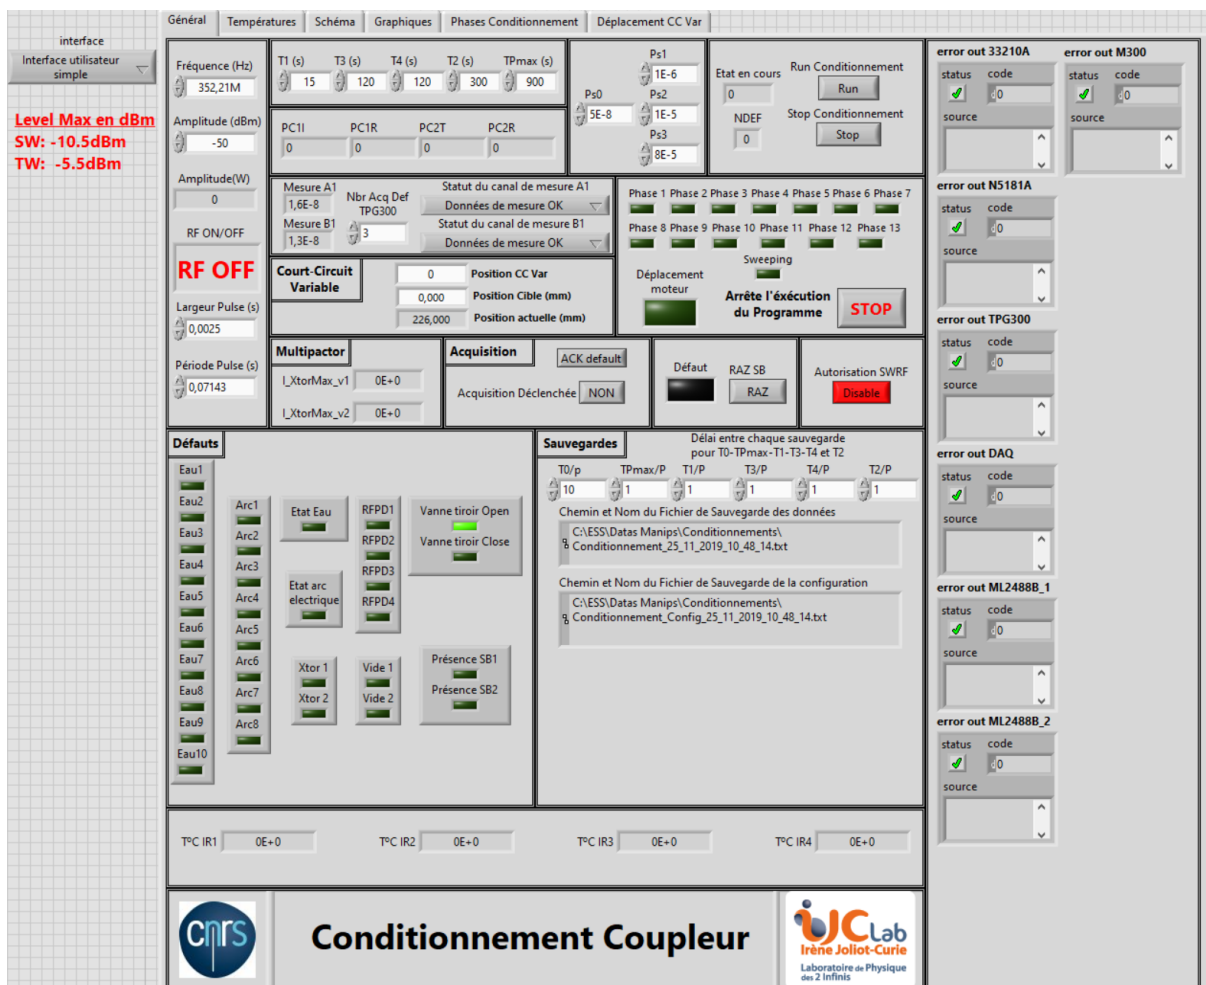 Général Températures Schéma Graphiques Phases Conditionnement Déplacement CC Var
interface
Interface utilisateur
simple
Level Max en dBm
SW: -10.5dBm
TW: -5.5dBm
Fréquence (Hz)
352,21M
Amplitude (dBm)
-50
Amplitude(W)
0
RF ON/OFF
RF OFF
Largeur Pulse (s)
0,0025
Période Pulse (s)
0,07143
T1 (s) T3 (s) T4 (s) T2 (s) TPmax (s)
15 120 120 300 900
PC1I PC1R PC2T PC2R
0 0 0 0
Ps0
5E-8
Ps1
1E-6
Ps2
1E-5
Ps3
8E-5
Etat en cours
0
NDEF
0
Run Conditionnement
Run
Stop Conditionnement
Stop
Mesure A1
1,6E-8
Mesure B1
1,3E-8
Nbr Acq Def
TPG300
3
Statut du canal de mesure A1
Données de mesure OK
Statut du canal de mesure B1
Données de mesure OK
Phase 1 Phase 2 Phase 3 Phase 4 Phase 5 Phase 6 Phase 7
Phase 8 Phase 9 Phase 10 Phase 11 Phase 12 Phase 13
Sweeping
Déplacement
moteur
Arrête l'éxécution
du Programme
STOP
Court-Circuit
Variable
0 Position CC Var
0,000 Position Cible (mm)
226,000 Position actuelle (mm)
Multipactor
I_XtorMax_v1 0E+0
I_XtorMax_v2 0E+0
Acquisition
ACK default
Acquisition Déclenchée NON
Défaut
RAZ SB
RAZ
Autorisation SWRF
Disable
Défauts
Eau1
Eau2
Eau3
Eau4
Eau5
Eau6
Eau7
Eau8
Eau9
Eau10
Arc1
Arc2
Arc3
Arc4
Arc5
Arc6
Arc7
Arc8
Etat Eau
Etat arc
electrique
Xtor 1
Xtor 2
RFPD1
RFPD2
RFPD3
RFPD4
Vide 1
Vide 2
Vanne tiroir Open
Vanne tiroir Close
Présence SB1
Présence SB2
Sauvegardes
Délai entre chaque sauvegarde
pour T0-TPmax-T1-T3-T4 et T2
T0/p TPmax/P T1/P T3/P T4/P T2/P
10 1 1 1 1 1
Chemin et Nom du Fichier de Sauvegarde des données
C:\ESS\Datas Manips\Conditionnements\
Conditionnement_25_11_2019_10_48_14.txt
Chemin et Nom du Fichier de Sauvegarde de la configuration
C:\ESS\Datas Manips\Conditionnements\
Conditionnement_Config_25_11_2019_10_48_14.txt
T°C IR1 0E+0 T°C IR2 0E+0 T°C IR3 0E+0 T°C IR4 0E+0
cnrs
Conditionnement Coupleur
iJCLab
Irène Joliot-Curie
Laboratoire de Physique
des 2 Infinis
error out 33210A
status code
d0
source
error out M300
status code
d0
source
error out N5181A
status code
d0
source
error out TPG300
status code
d0
source
error out DAQ
status code
d0
source
error out ML2488B_1
status code
d0
source
error out ML2488B_2
status code
d0
source